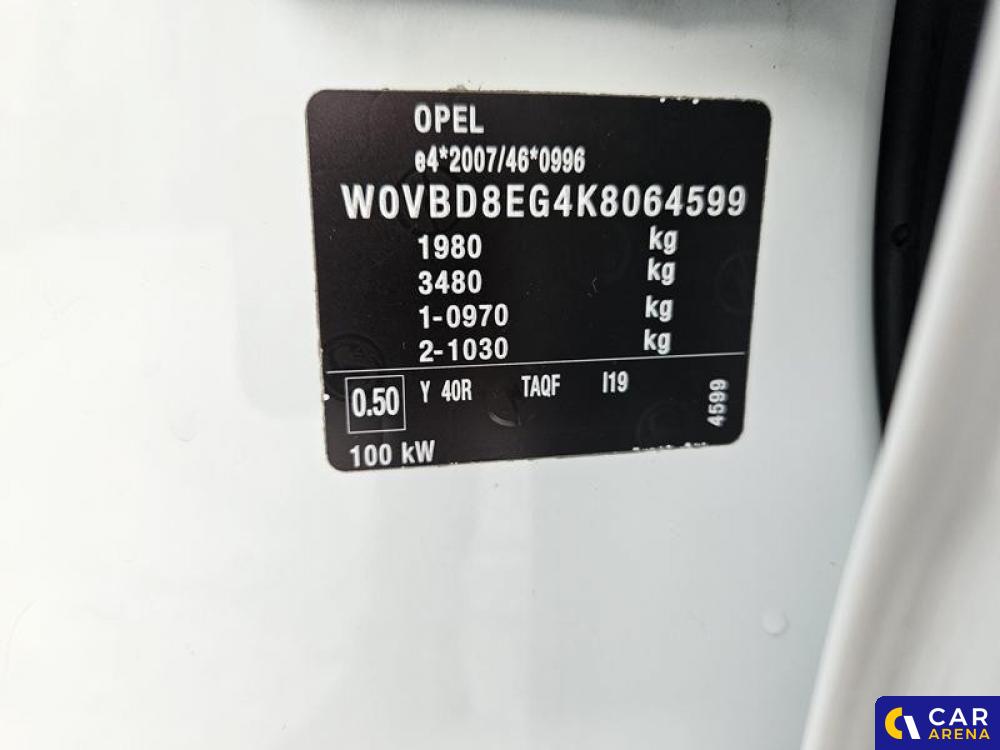 OPEL
e4*2007/46*0996
W0VBD8EG4K8064599
1980 kg
3480 kg
1-0970 kg
2-1030 kg
0.50 Y 40R TAQF I19 4599
100 kW
CAR
ARENA